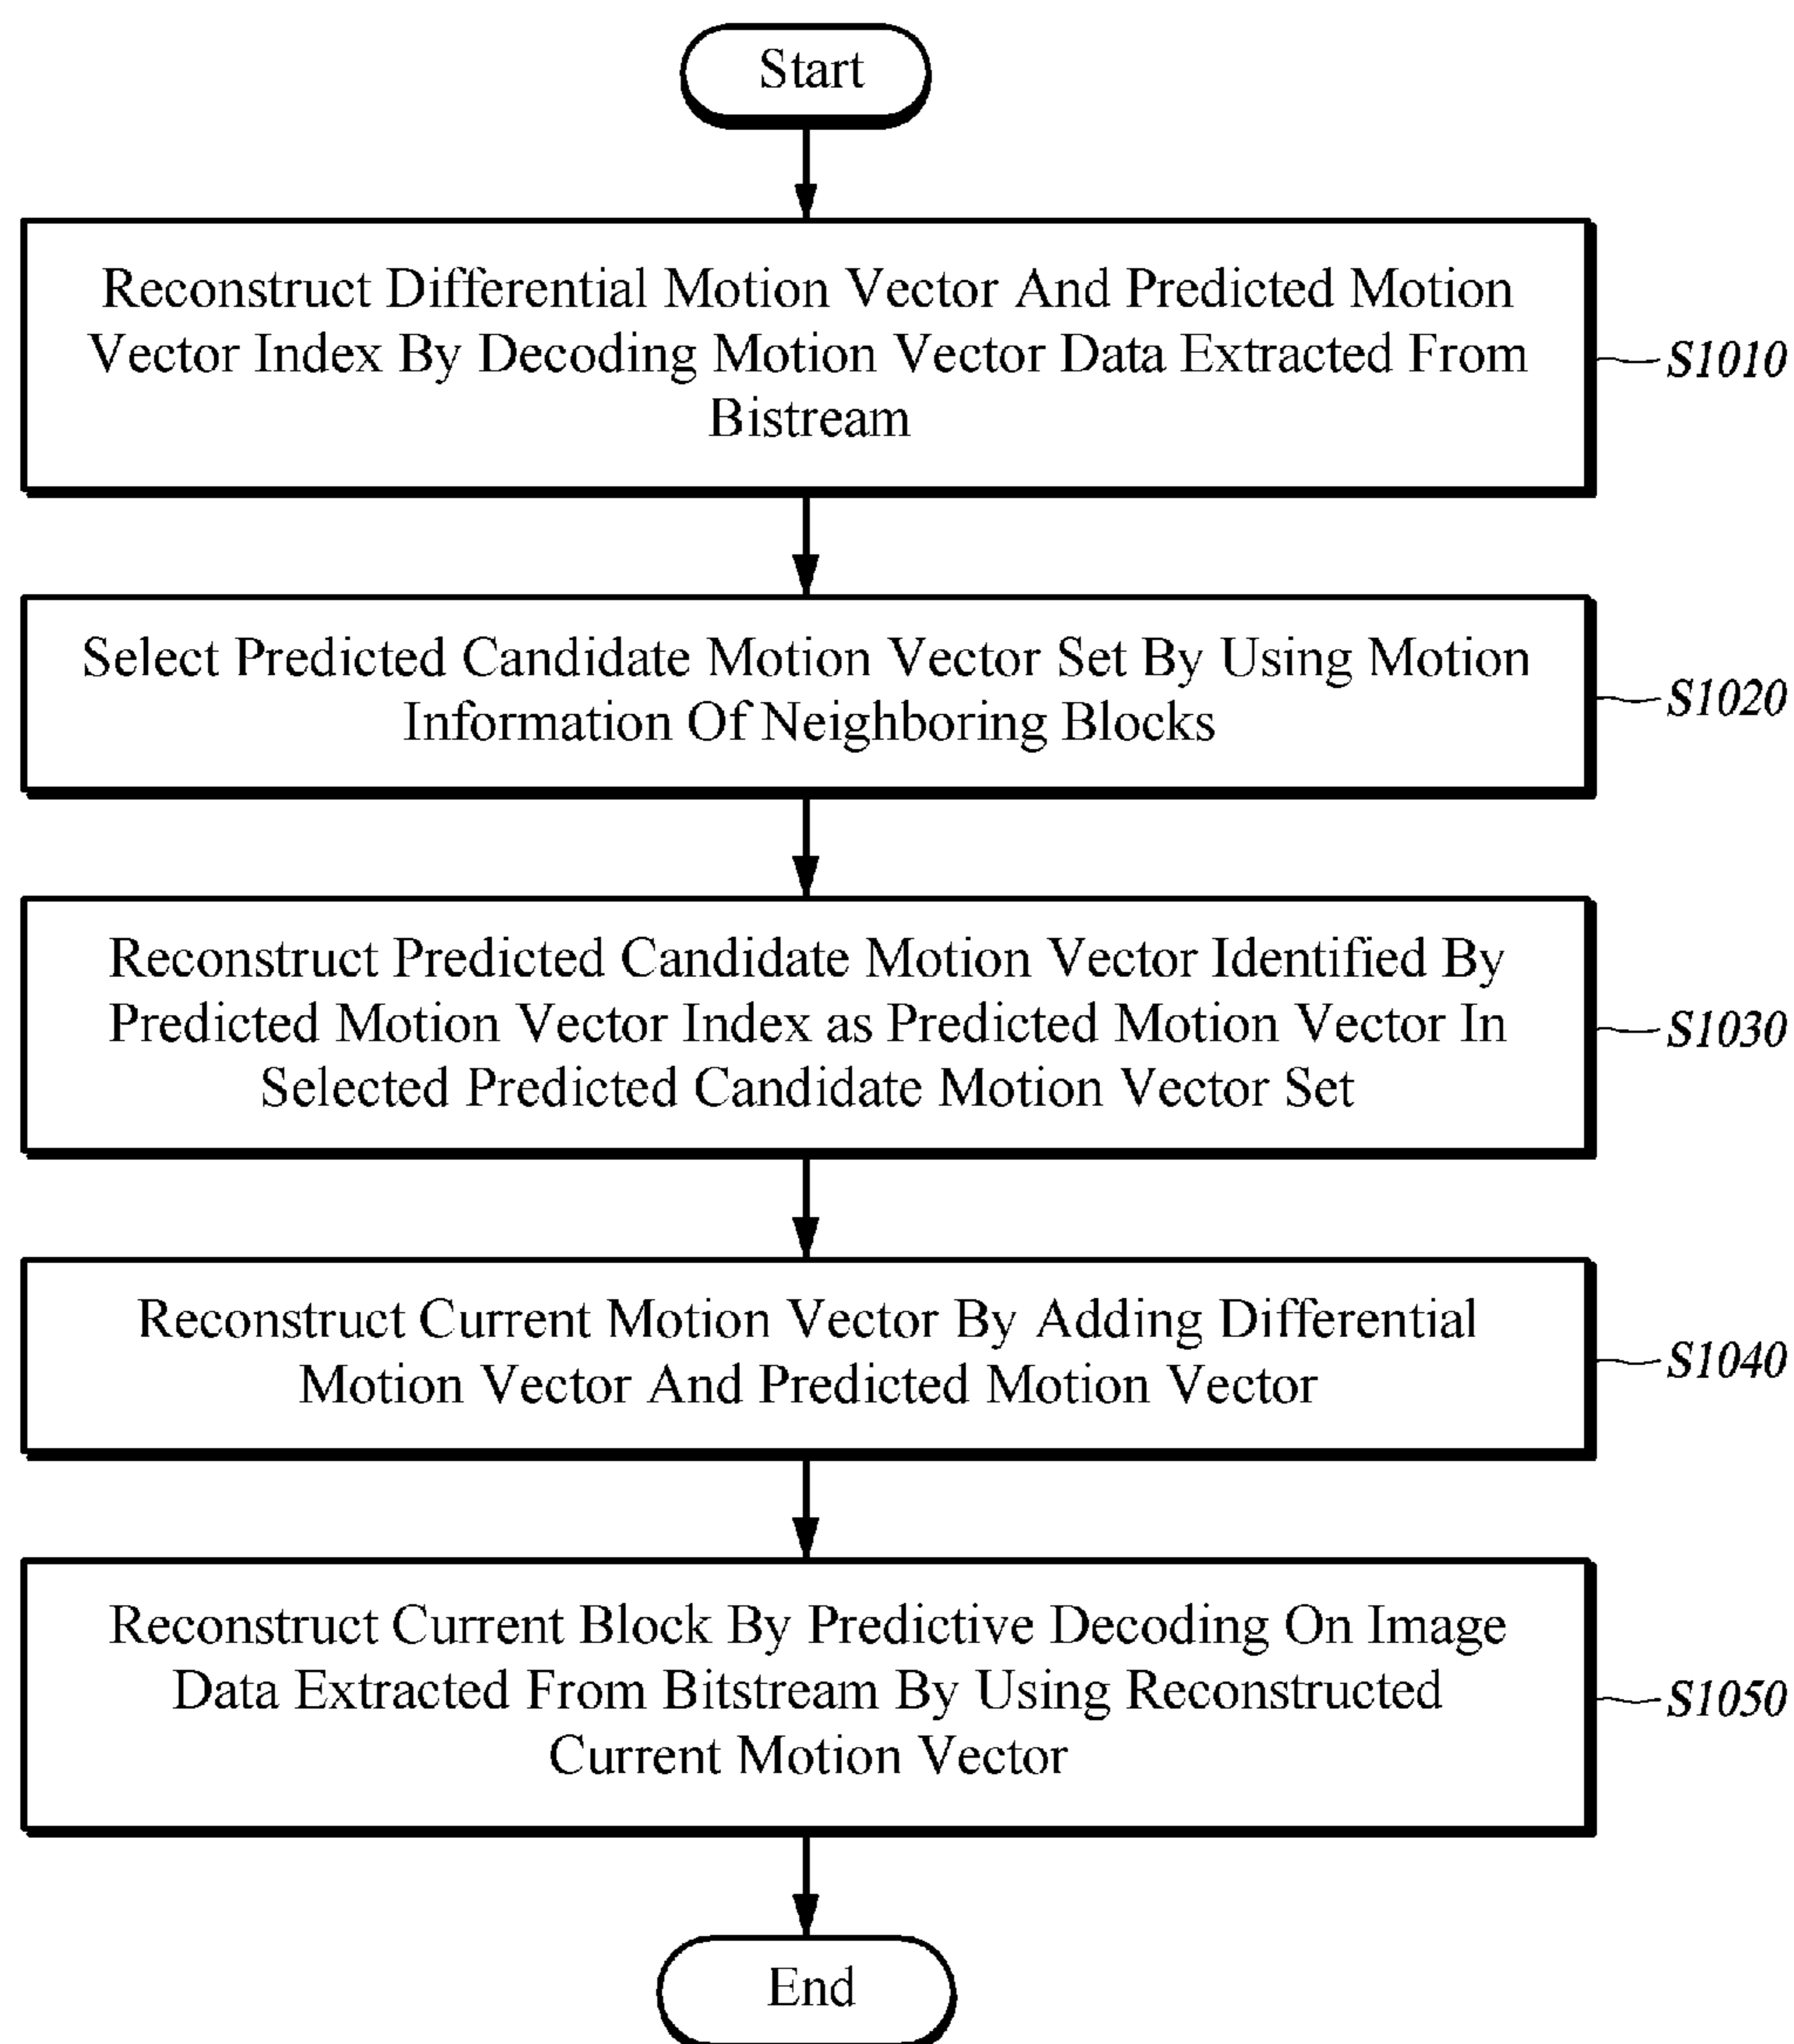 Start
Reconstruct Differential Motion Vector And Predicted Motion
Vector Index By Decoding Motion Vector Data Extracted From
Bistream
S1010
Select Predicted Candidate Motion Vector Set By Using Motion
Information Of Neighboring Blocks
S1020
Reconstruct Predicted Candidate Motion Vector Identified By
Predicted Motion Vector Index as Predicted Motion Vector In
Selected Predicted Candidate Motion Vector Set
S1030
Reconstruct Current Motion Vector By Adding Differential
Motion Vector And Predicted Motion Vector
S1040
Reconstruct Current Block By Predictive Decoding On Image
Data Extracted From Bitstream By Using Reconstructed
Current Motion Vector
S1050
End